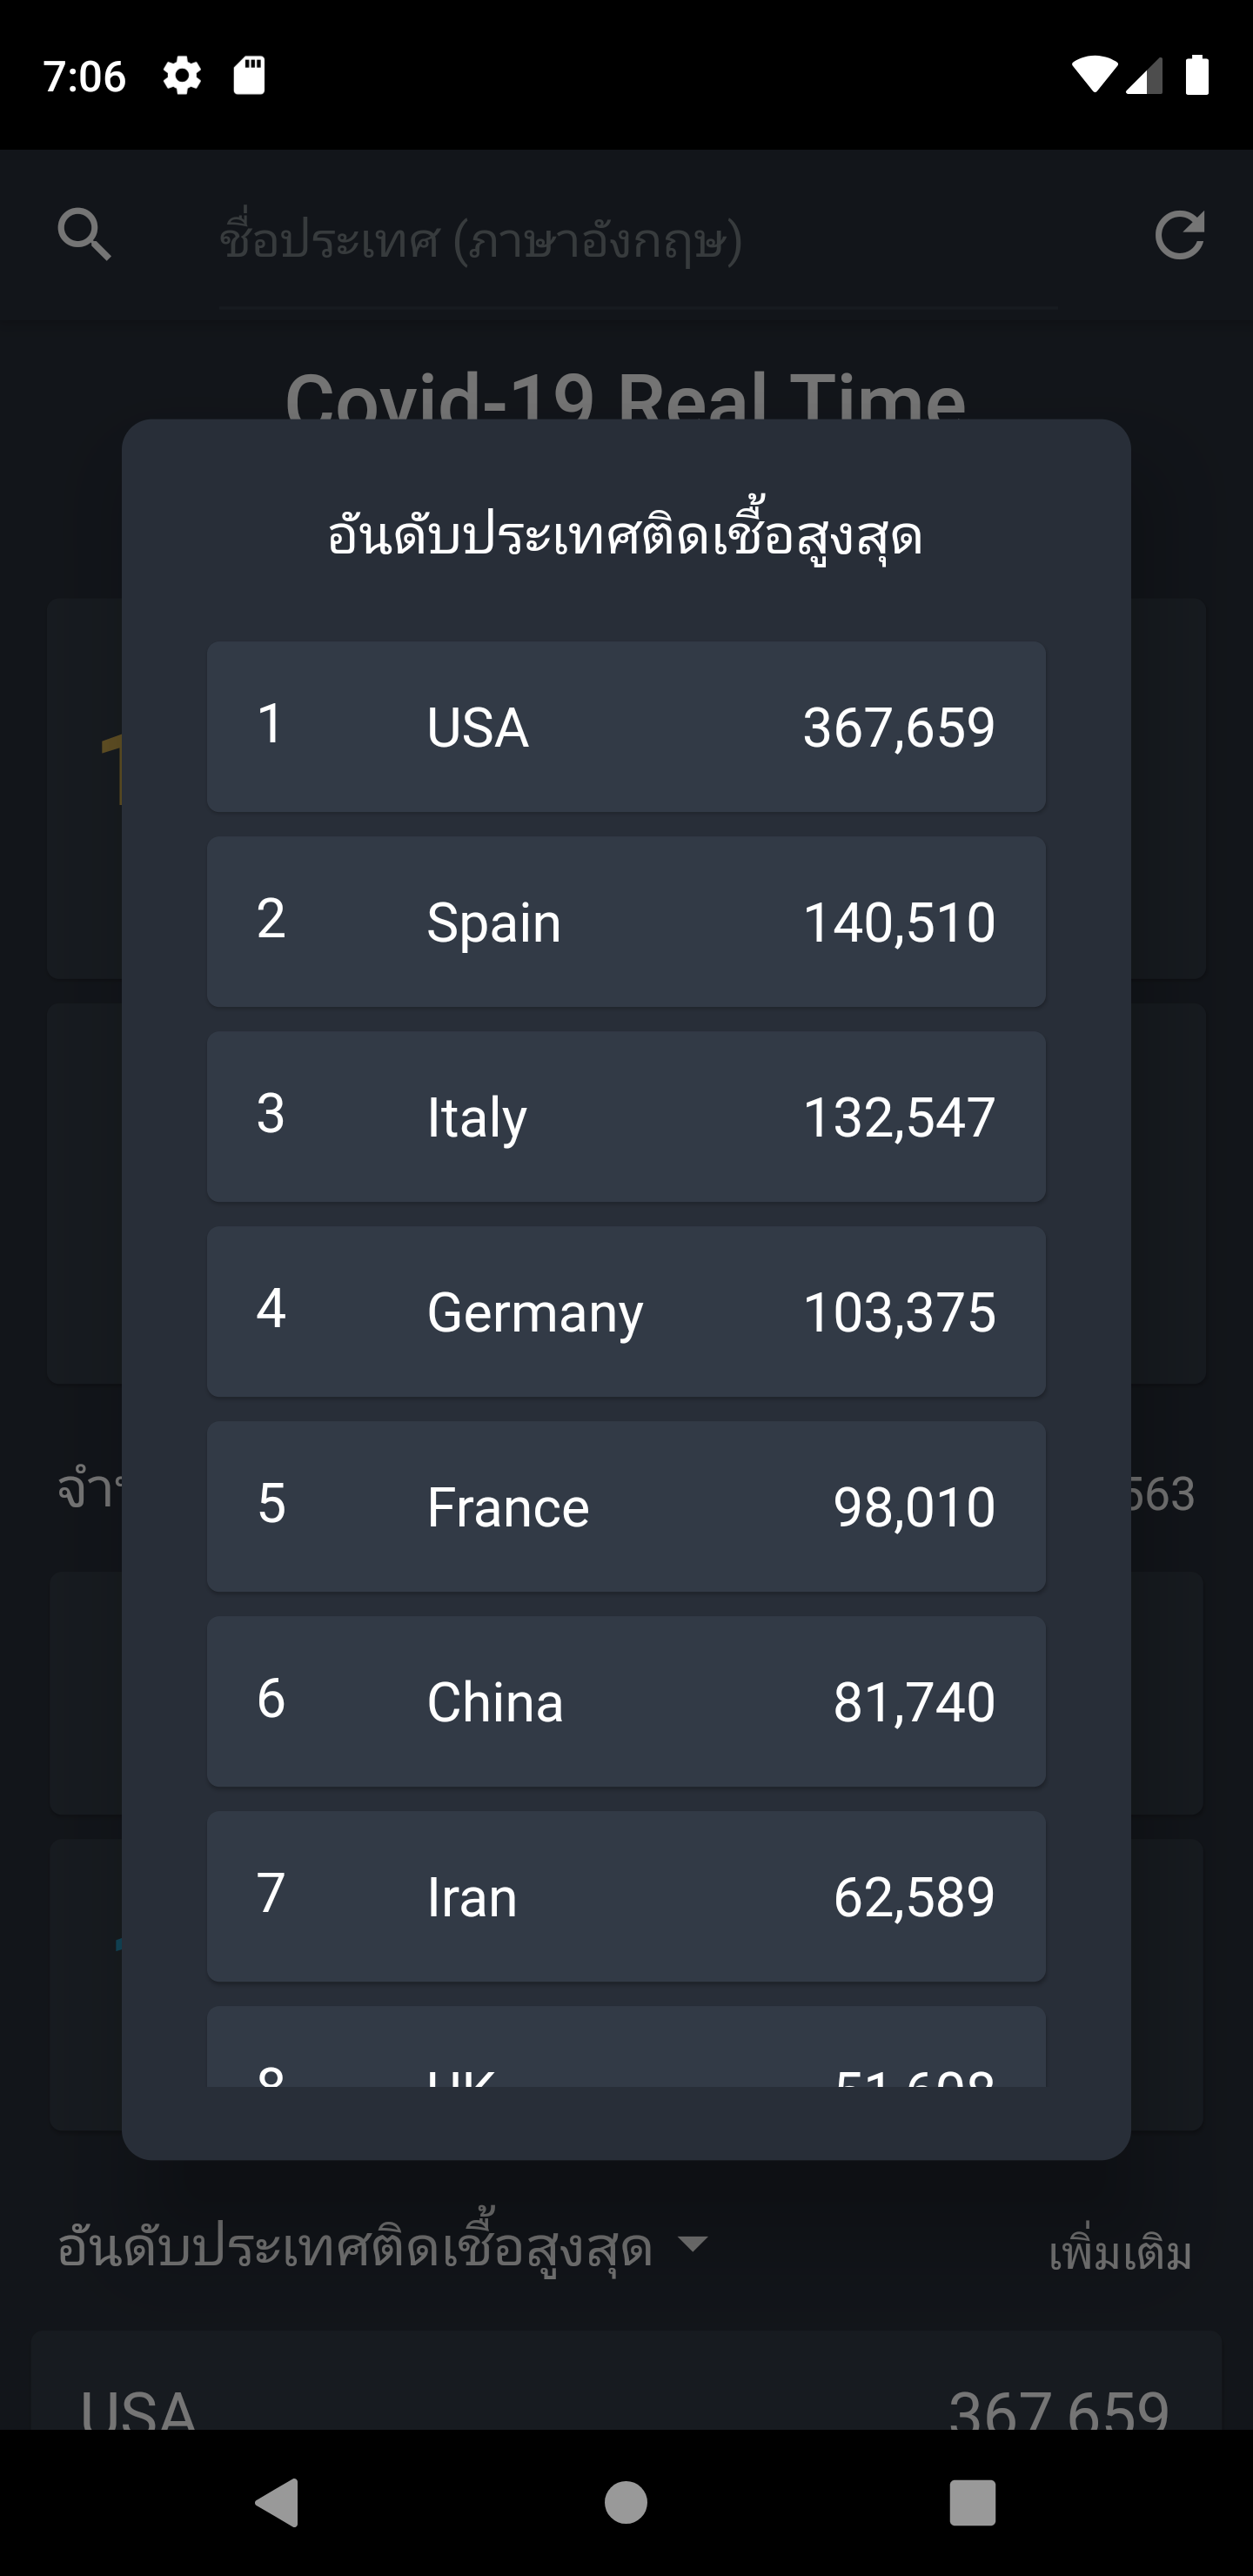 7:06
ชื่อประเทศ (ภาษาอังกฤษ)
Covid-19 Real Time
อันดับประเทศติดเชื้อสูงสุด
1 USA 367,659
2 Spain 140,510
3 Italy 132,547
4 Germany 103,375
5 France 98,010
6 China 81,740
7 Iran 62,589
8 UK 51,608
563
อันดับประเทศติดเชื้อสูงสุด เพิ่มเติม
USA 367,659